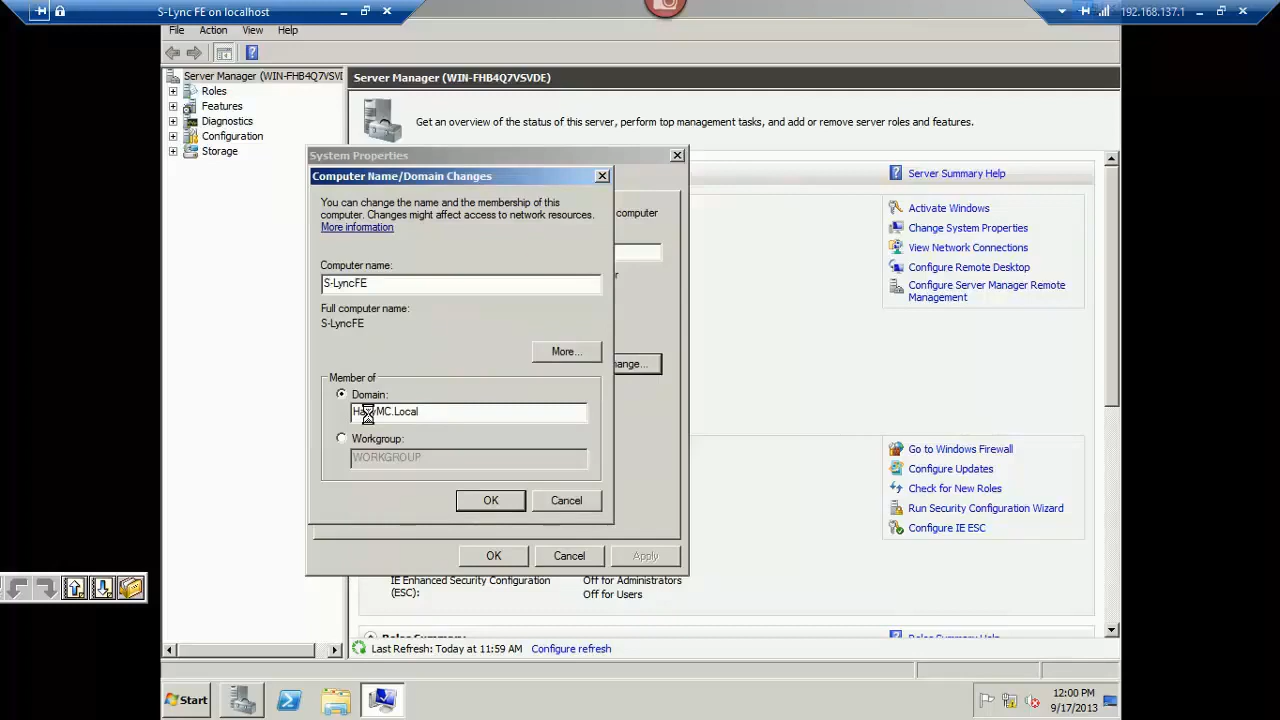 S-Lync FE on localhost
192.168.137.1
File Action View Help
Server Manager (WIN-FHB4Q7VSVI
Roles
Features
Diagnostics
Configuration
Storage
Server Manager (WIN-FHB4Q7VSVDE)
Get an overview of the status of this server, perform top management tasks, and add or remove server roles and features.
System Properties
Computer Name/Domain Changes
You can change the name and the membership of this
computer. Changes might affect access to network resources.
More information
Computer name:
S-LyncFE
Full computer name:
S-LyncFE
More...
Member of
Domain:
MC.Local
Workgroup:
WORKGROUP
OK Cancel
computer
ange...
OK Cancel Apply
Server Summary Help
Activate Windows
Change System Properties
View Network Connections
Configure Remote Desktop
Configure Server Manager Remote
Management
Go to Windows Firewall
Configure Updates
Check for New Roles
Run Security Configuration Wizard
Configure IE ESC
IE Enhanced Security Configuration
(ESC):
Off for Administrators
Off for Users
Roles Summary
Roles Summary Help
Last Refresh: Today at 11:59 AM Configure refresh
Start
12:00 PM
9/17/2013